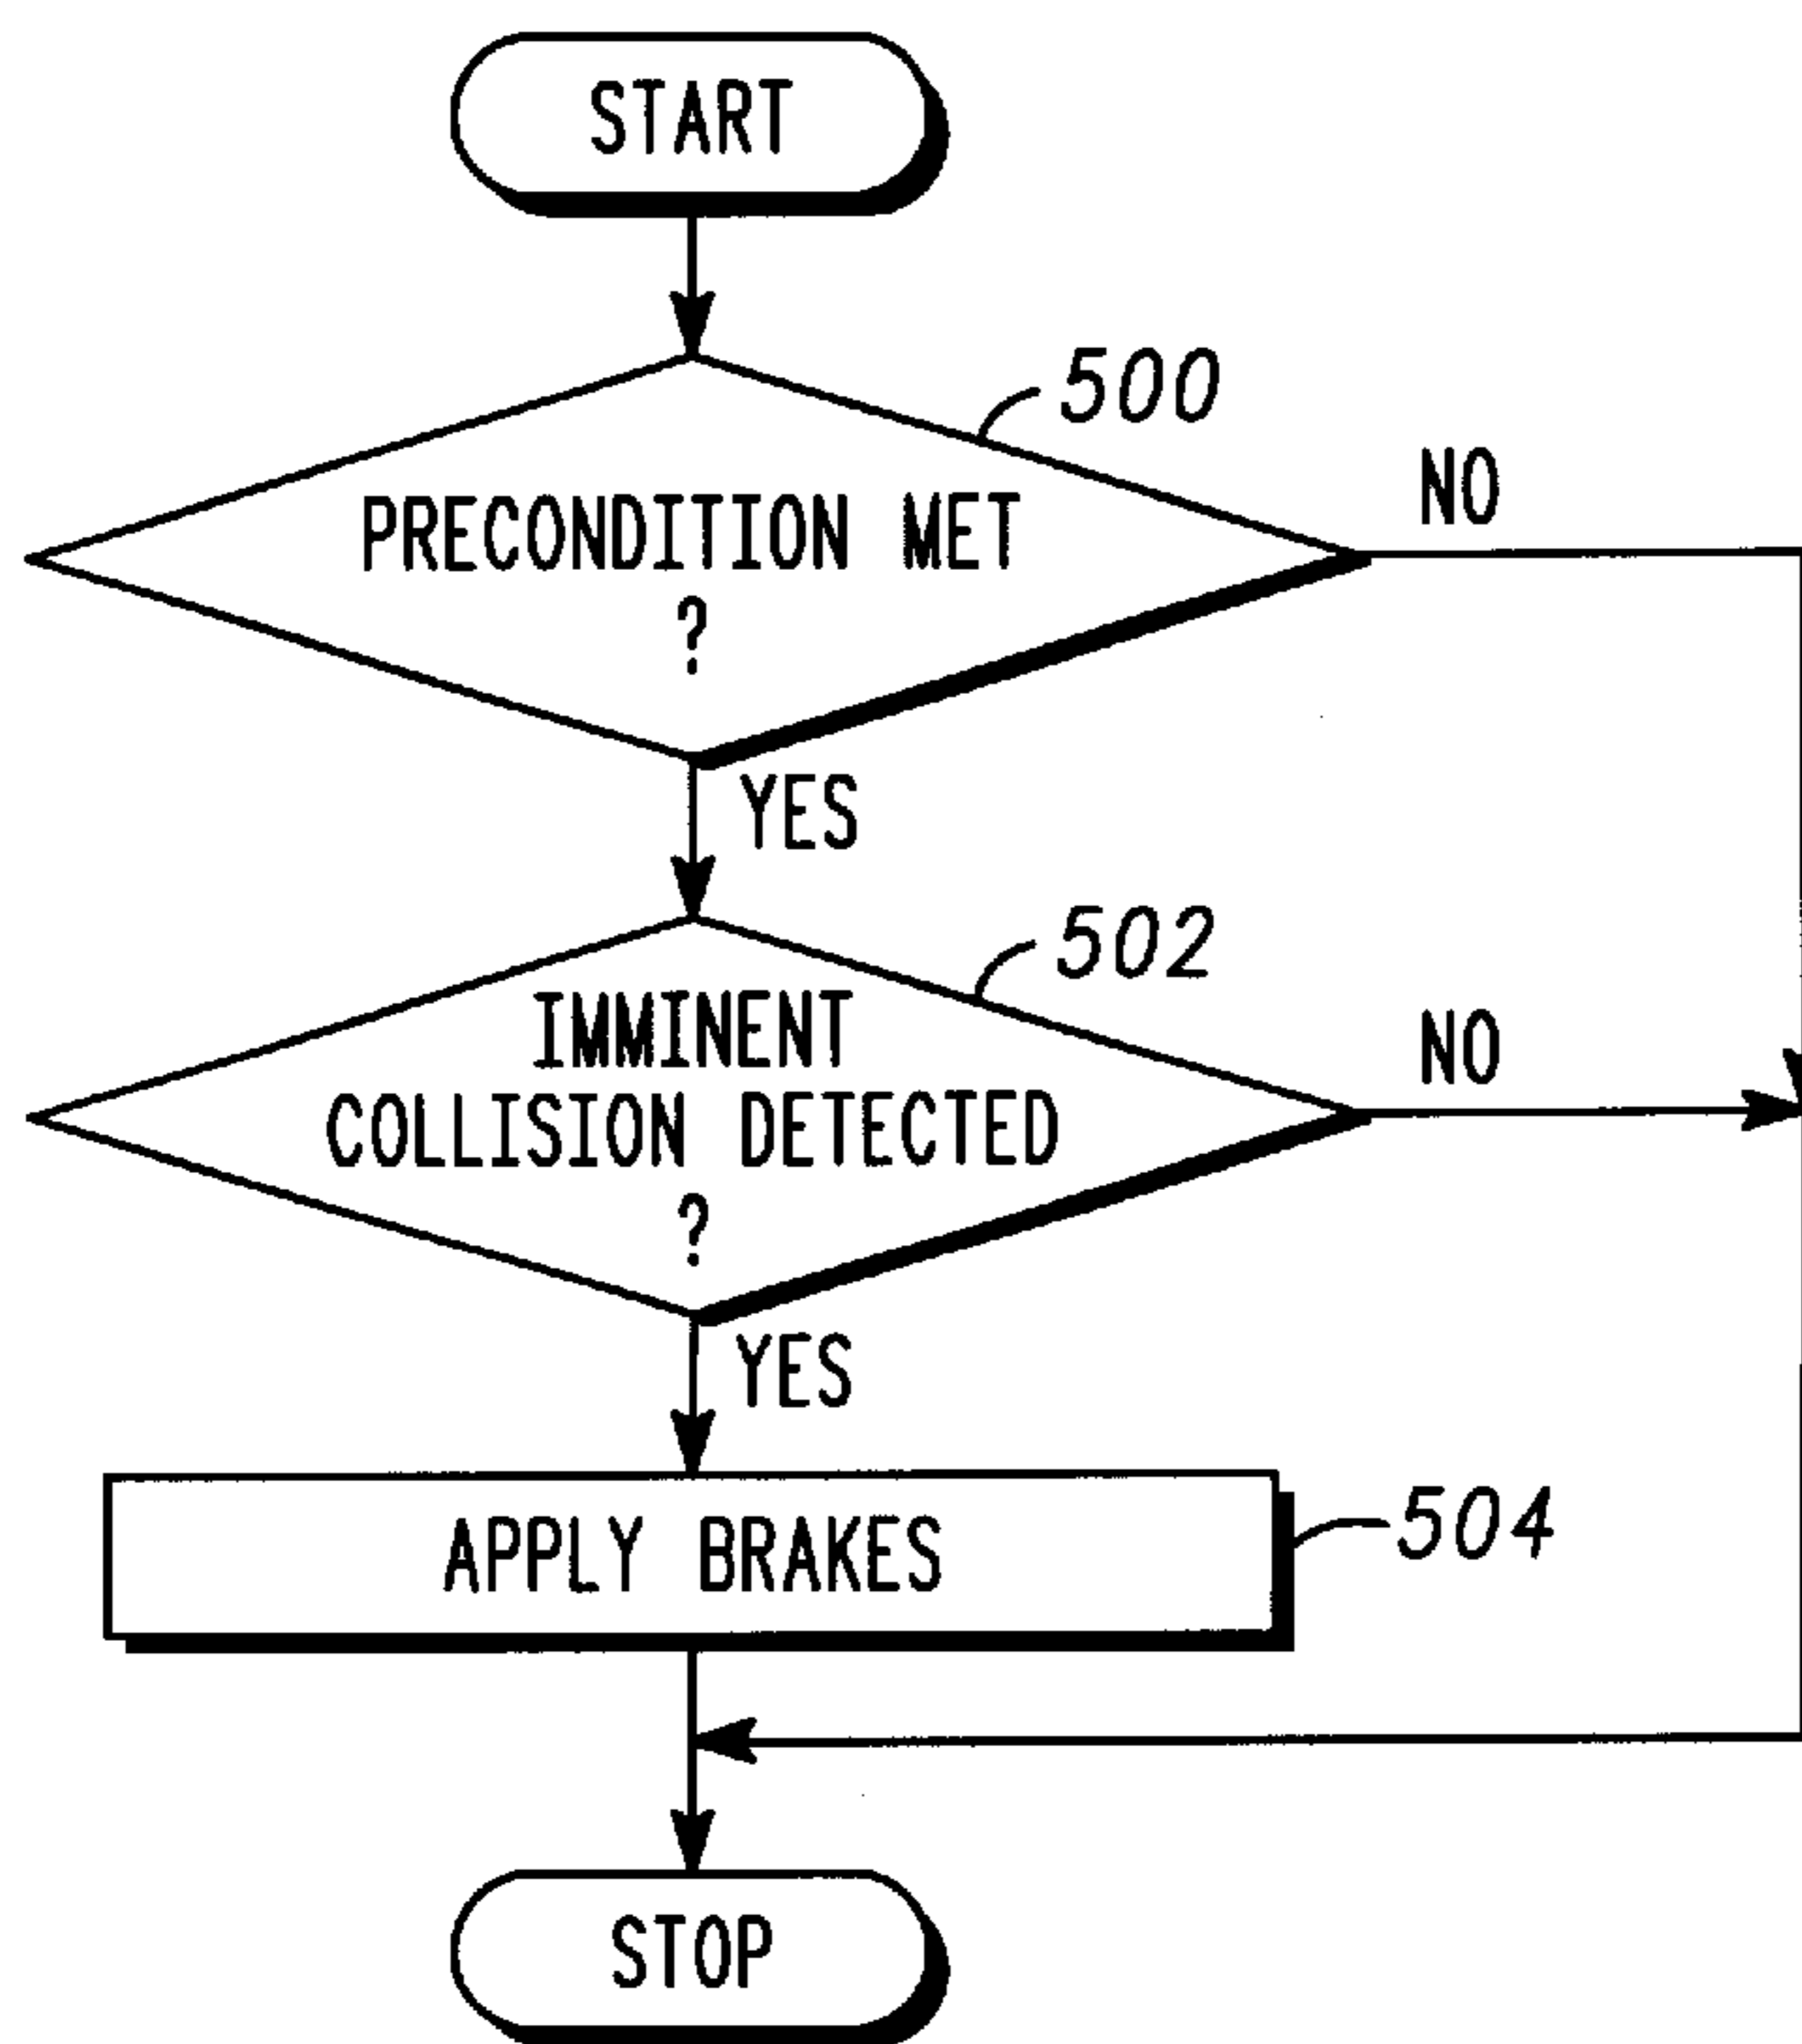 START
500
PRECONDITION MET
?
NO
YES
502
IMMINENT
COLLISION DETECTED
?
NO
YES
APPLY BRAKES
504
STOP